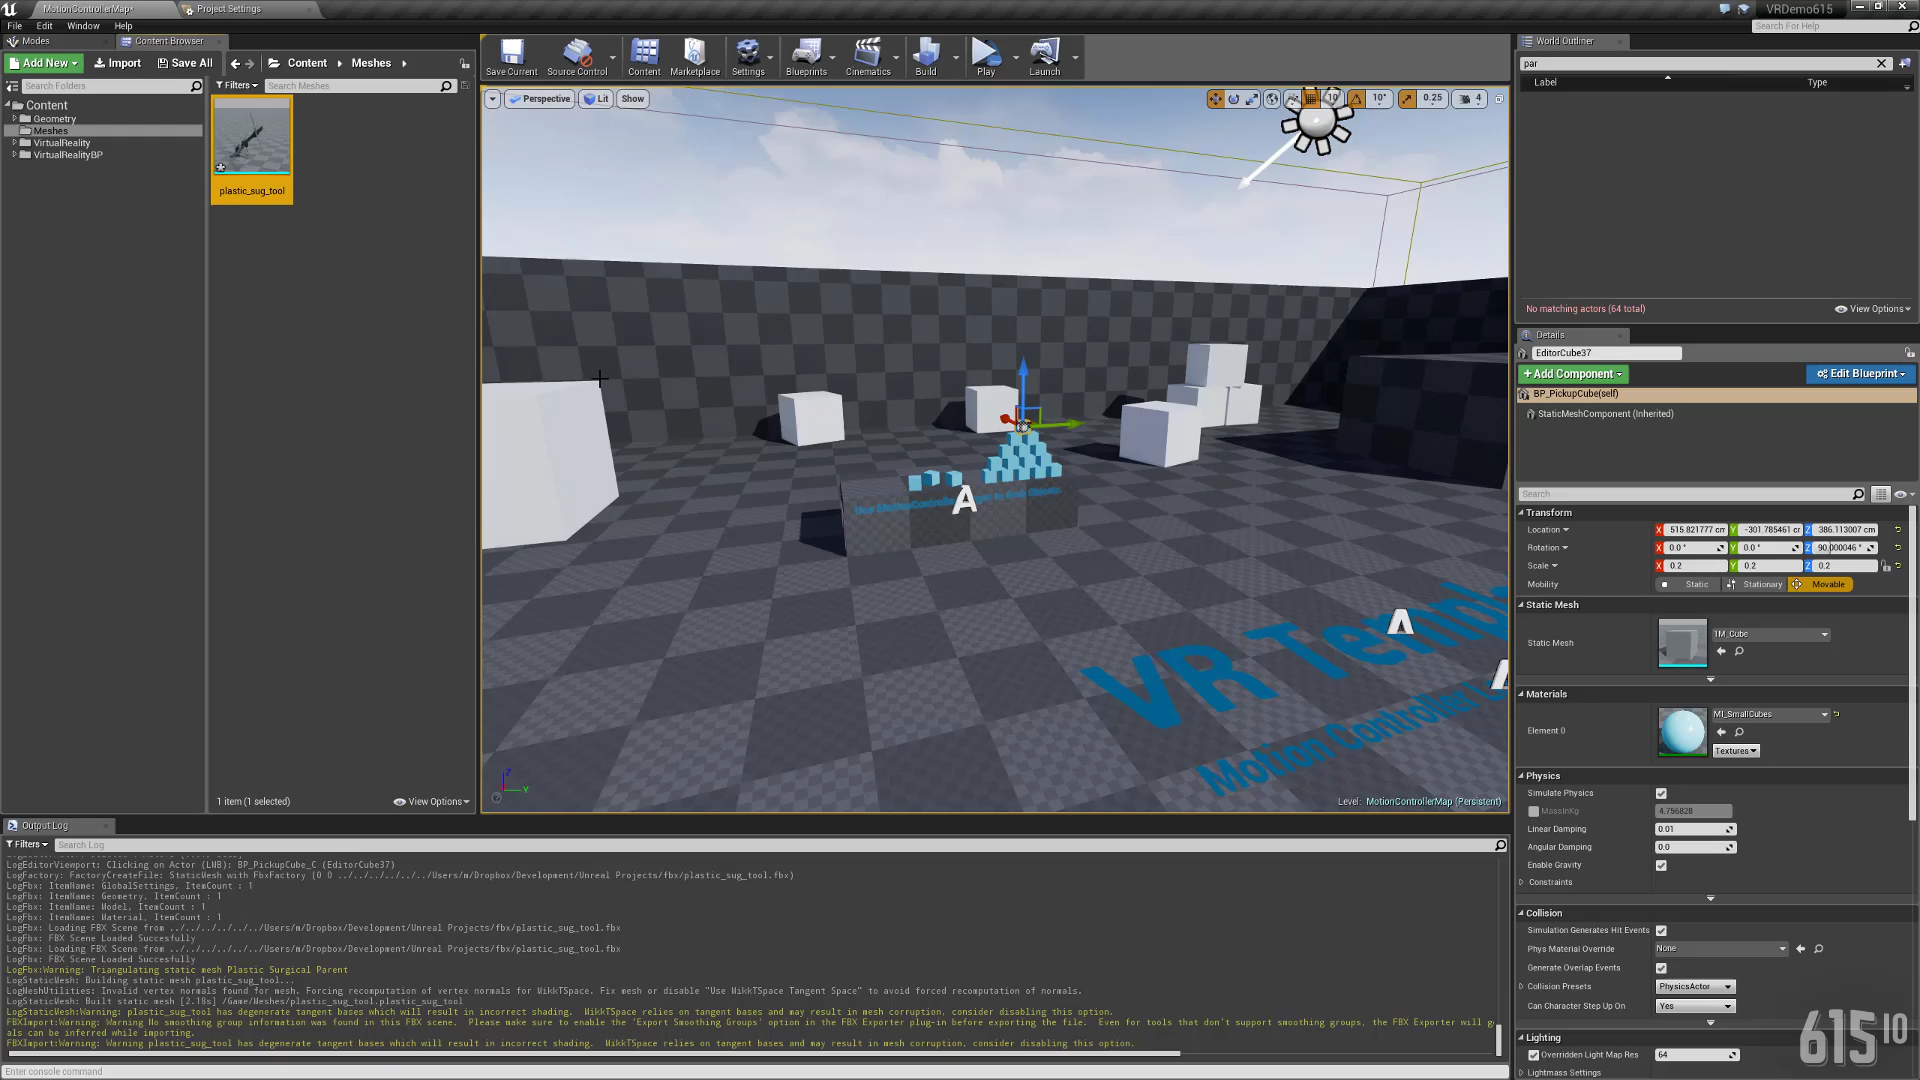 MotionControllerMap*
Project Settings
VRDemo615
File
Edit
Window
Help
Search For Help
Modes
Content Browser
Add New
Import
Save All
Content
Meshes
Search Folders
Filters
Search Meshes
Content
Geometry
Meshes
VirtualReality
VirtualRealityBP
plastic_sug_tool
1 item (1 selected)
View Options
Save Current
Source Control
Content
Marketplace
Settings
Blueprints
Cinematics
Build
Play
Launch
Perspective
Lit
Show
10
10°
0.25
4
VR Templ
Motion Controller L
Level: MotionControllerMap (Persistent)
World Outliner
par
Label
Type
No matching actors (64 total)
View Options
Details
EditorCube37
+Add Component
Edit Blueprint
BP_PickupCube(self)
StaticMeshComponent (Inherited)
Search
Transform
Location
X 515.821777 cm
Y -301.785461 cr
Z 386.113007 cm
Rotation
X 0.0 °
Y 0.0 °
Z 90.000046 °
Scale
X 0.2
Y 0.2
Z 0.2
Mobility
Static
Stationary
Movable
Static Mesh
Static Mesh
1M_Cube
Materials
Element 0
MI_SmallCubes
Textures
Physics
Simulate Physics
MassInKg
4.756828
Linear Damping
0.01
Angular Damping
0.0
Enable Gravity
Constraints
Collision
Simulation Generates Hit Events
Phys Material Override
None
Generate Overlap Events
Collision Presets
PhysicsActor
Can Character Step Up On
Yes
Lighting
Overridden Light Map Res
64
Lightmass Settings
Output Log
Filters
Search Log
LogEditorViewport: Clicking on Actor (LMB): BP_PickupCube_C (EditorCube37)
LogFactory: FactoryCreateFile: StaticMesh with FbxFactory (0 0 ../../../../../../Users/m/Dropbox/Development/Unreal Projects/fbx/plastic_sug_tool.fbx)
LogFbx: ItemName: GlobalSettings, ItemCount : 1
LogFbx: ItemName: Geometry, ItemCount : 1
LogFbx: ItemName: Model, ItemCount : 1
LogFbx: ItemName: Material, ItemCount : 1
LogFbx: Loading FBX Scene from ../../../../../../Users/m/Dropbox/Development/Unreal Projects/fbx/plastic_sug_tool.fbx
LogFbx: FBX Scene Loaded Succesfully
LogFbx: Loading FBX Scene from ../../../../../../Users/m/Dropbox/Development/Unreal Projects/fbx/plastic_sug_tool.fbx
LogFbx: FBX Scene Loaded Succesfully
LogFbx:Warning: Triangulating static mesh Plastic Surgical Parent
LogStaticMesh: Building static mesh plastic_sug_tool...
LogMeshUtilities: Invalid vertex normals found for mesh. Forcing recomputation of vertex normals for MikkTSpace. Fix mesh or disable "Use MikkTSpace Tangent Space" to avoid forced recomputation of normals.
LogStaticMesh: Built static mesh [2.18s] /Game/Meshes/plastic_sug_tool.plastic_sug_tool
LogStaticMesh:Warning: plastic_sug_tool has degenerate tangent bases which will result in incorrect shading. MikkTSpace relies on tangent bases and may result in mesh corruption, consider disabling this option.
FBXImport:Warning: Warning No smoothing group information was found in this FBX scene. Please make sure to enable the 'Export Smoothing Groups' option in the FBX Exporter plug-in before exporting the file. Even for tools that don't support smoothing groups, the FBX Exporter will ge
als can be inferred while importing.
FBXImport:Warning: Warning plastic_sug_tool has degenerate tangent bases which will result in incorrect shading. MikkTSpace relies on tangent bases and may result in mesh corruption, consider disabling this option.
Enter console command
615